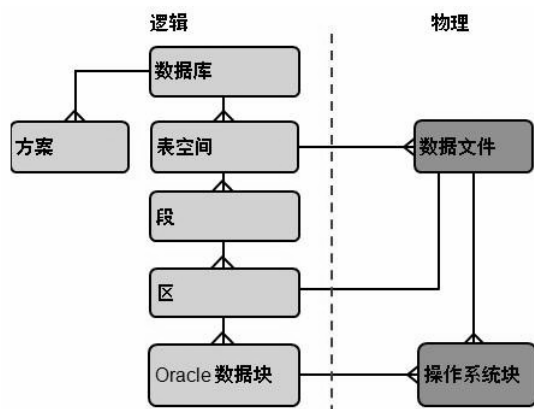 逻辑
物理
数据库
方案
表空间
数据文件
段
区
Oracle 数据块
操作系统块